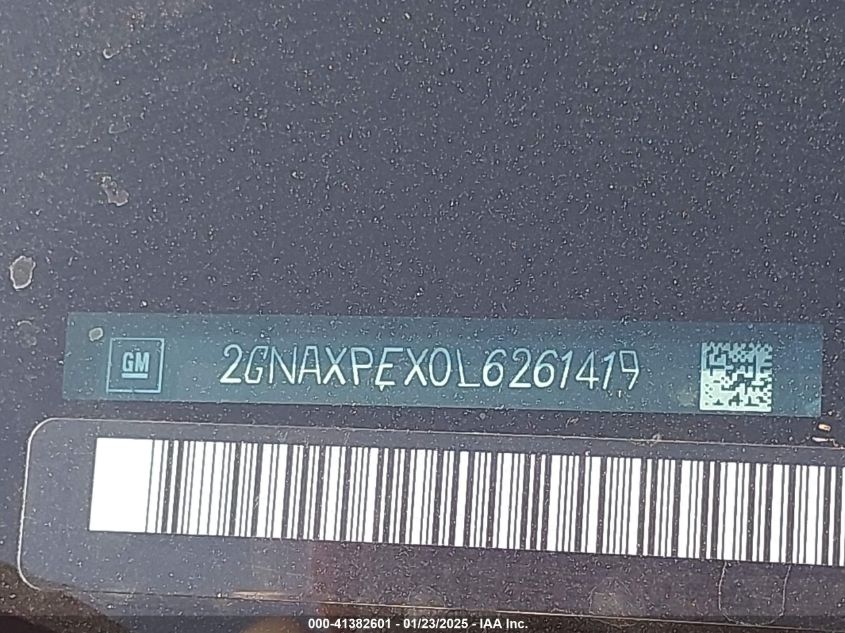 GM 2GNAXPEX0L6261419
000-41382601 - 01/23/2025 - IAA Inc.